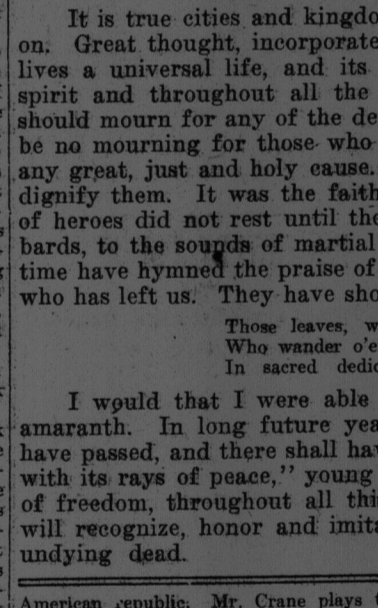 It is true cities and kingdo
on. Great thought, incorporate
lives a universal life, and its
spirit and throughout all the
should mourn for any of the de
be no mourning for those who
any great, just and holy cause.
dignify them. It was the faith
of heroes did not rest until the
bards, to the sounds of martial
time have hymned the praise of
who has left us. They have sho
Those leaves, w
Who wander o'e
In sacred dedic
I would that I were able
amaranth. In long future yea
have passed, and there shall hav
with its rays of peace," young
of freedom, throughout all thi
will recognize, honor and imita
undying dead.
American republic. Mr. Crane plays t